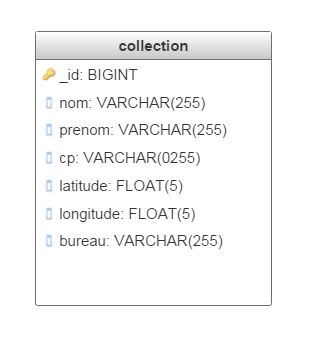 collection
_id: BIGINT
nom: VARCHAR(255)
prenom: VARCHAR(255)
cp: VARCHAR(0255)
latitude: FLOAT(5)
longitude: FLOAT(5)
bureau: VARCHAR(255)